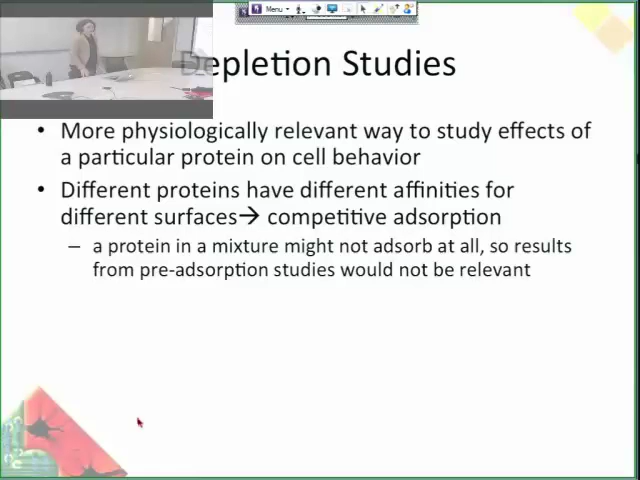 Menu
Depletion Studies
• More physiologically relevant way to study effects of
a particular protein on cell behavior
• Different proteins have different affinities for
different surfaces→ competitive adsorption
– a protein in a mixture might not adsorb at all, so results
from pre-adsorption studies would not be relevant